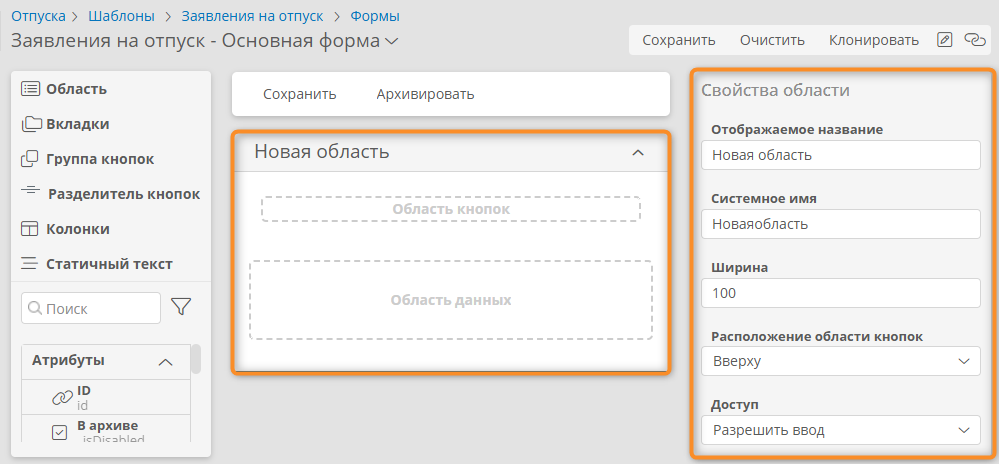 Отпуска > Шаблоны > Заявления на отпуск > Формы
Заявления на отпуск - Основная форма
Сохранить Очистить Клонировать
Область
Вкладки
Группа кнопок
Разделитель кнопок
Колонки
Статичный текст
Поиск
Атрибуты
ID
id
В архиве
_isDisabled
Сохранить Архивировать
Новая область
Область кнопок
Область данных
Свойства области
Отображаемое название
Новая область
Системное имя
Новаяобласть
Ширина
100
Расположение области кнопок
Вверху
Доступ
Разрешить ввод